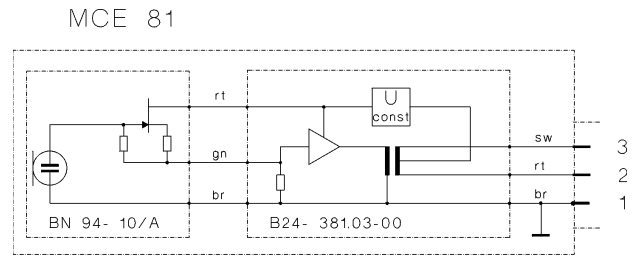 MCE 81
rt
U
const
sw
3
gn
rt
2
br
br
1
BN 94- 10/A
B24- 381.03-00